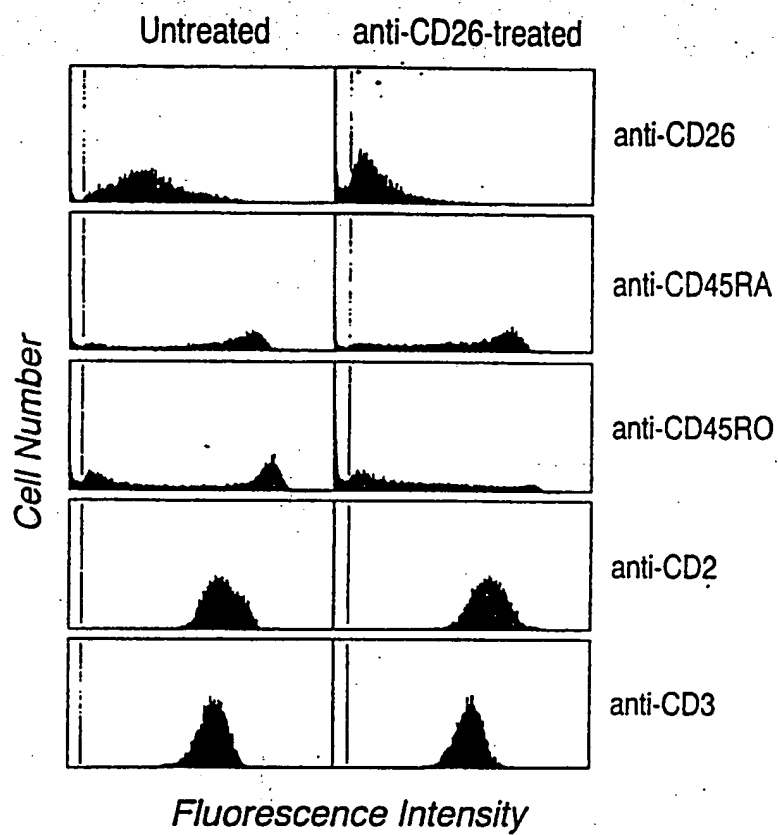 Untreated anti-CD26-treated
anti-CD26
anti-CD45RA
anti-CD45RO
anti-CD2
anti-CD3
Cell Number
Fluorescence Intensity